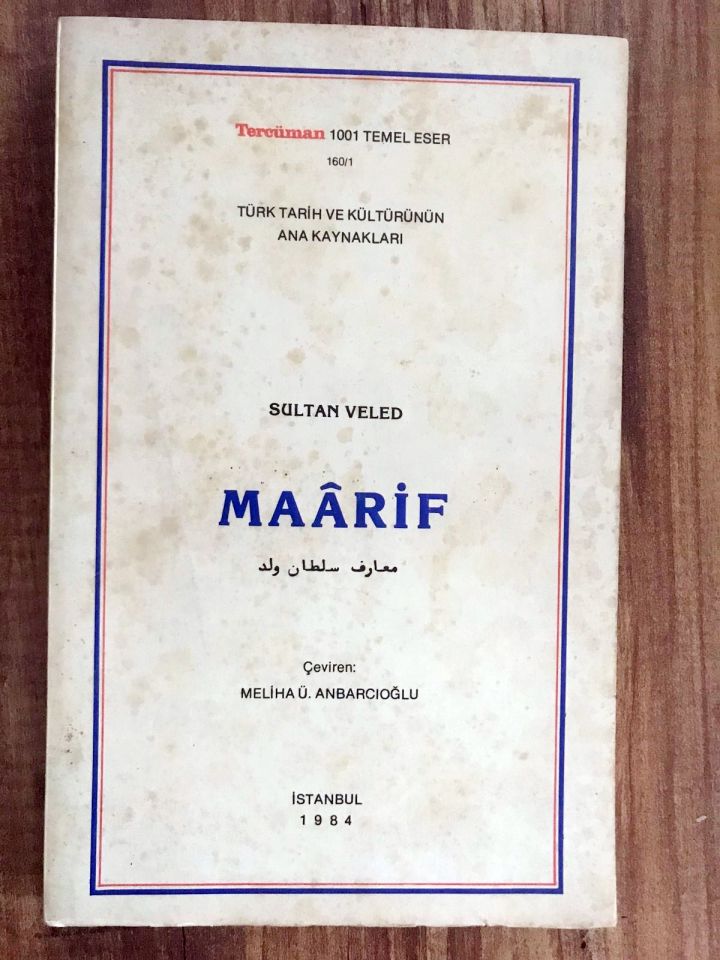 Tercüman 1001 TEMEL ESER
160/1
TÜRK TARİH VE KÜLTÜRÜNÜN
ANA KAYNAKLARI
SULTAN VELED
MAÂRİF
معارف سلطان ولد
Çeviren:
MELİHA Ü. ANBARCIOĞLU
İSTANBUL
1984